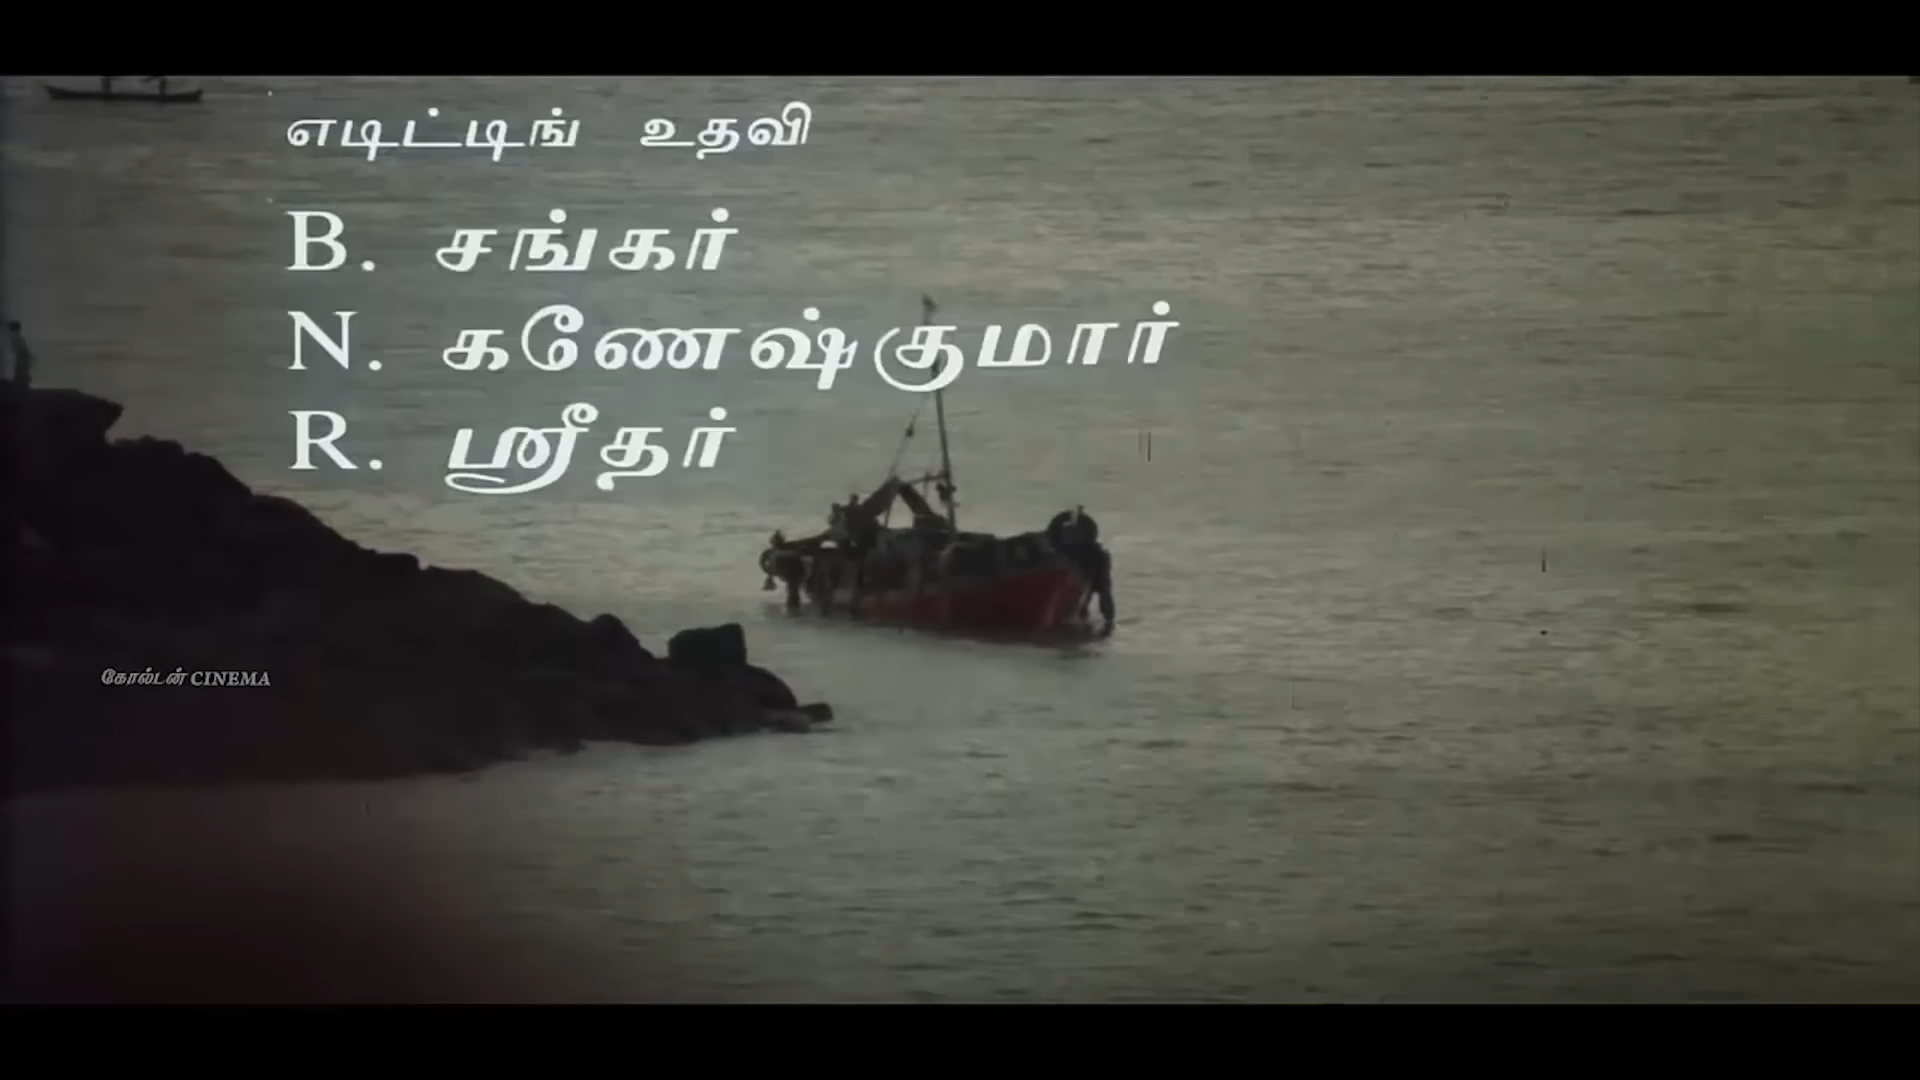 எடிட்டிங் உதவி
B. சங்கர்
N. கணேஷ்குமார்
R. ஸ்ரீதர்
கோல்டன் CINEMA